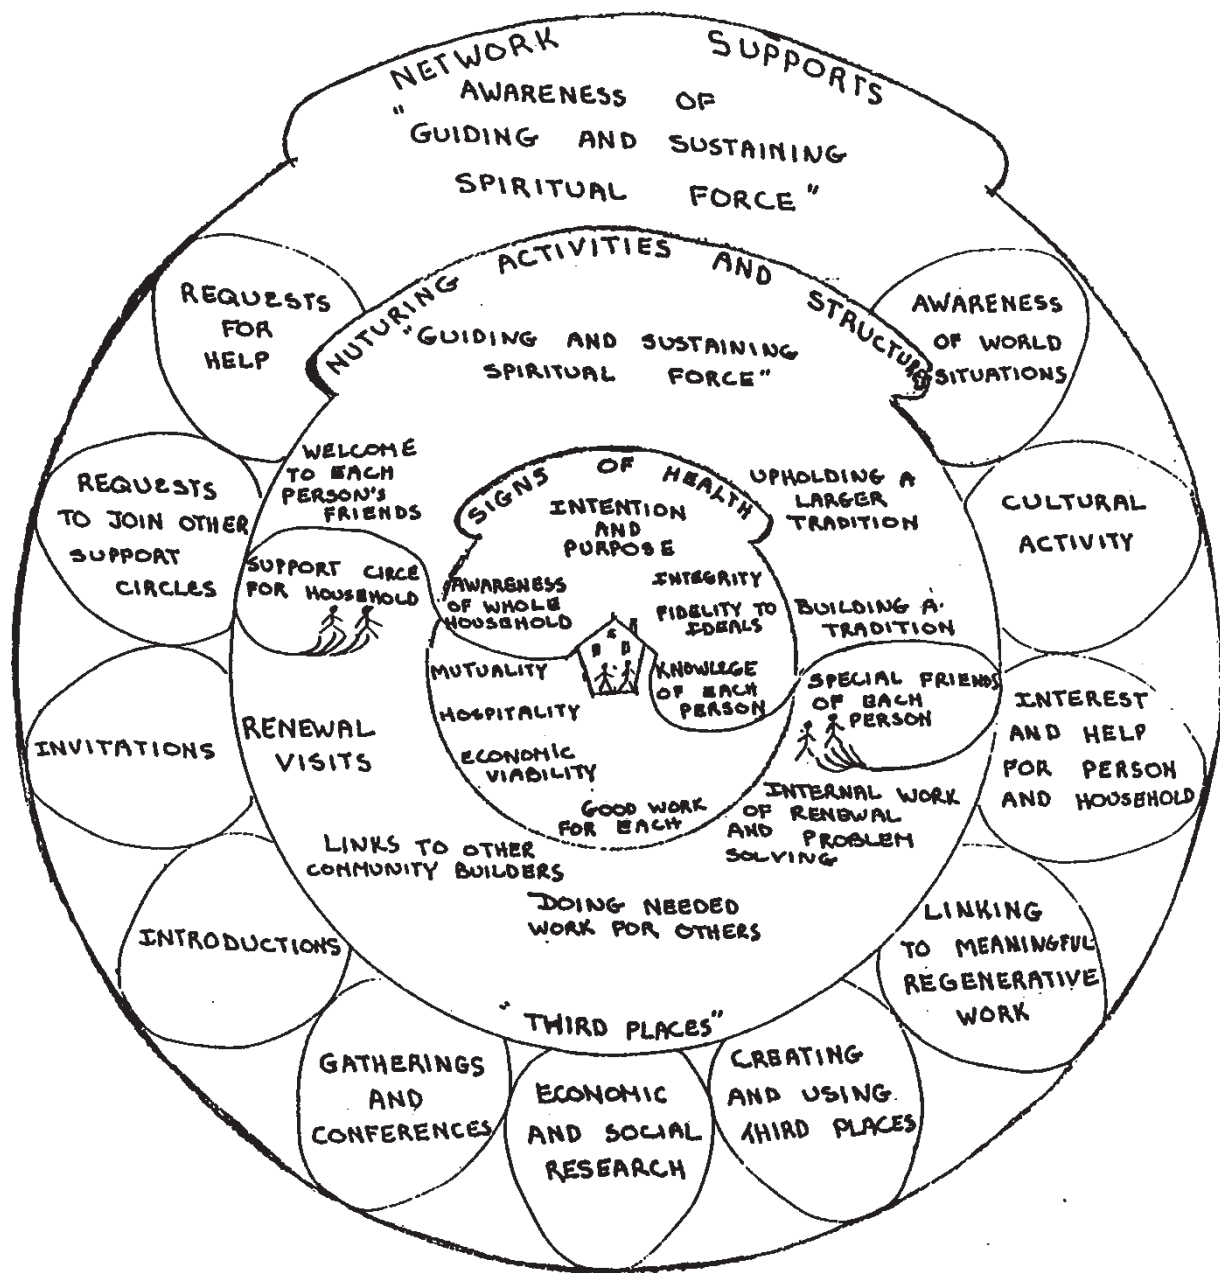 NETWORK SUPPORTS
"AWARENESS OF
"GUIDING AND SUSTAINING
SPIRITUAL FORCE"
NUTURING ACTIVITIES AND STRUCTURES
"GUIDING AND SUSTAINING
SPIRITUAL FORCE"
SIGNS OF HEALTH
INTENTION
AND
PURPOSE
INTEGRITY
FIDELITY TO
IDEALS
KNOWLEGE
OF EACH
PERSON
GOOD WORK
FOR EACH
ECONOMIC
VIABILITY
HOSPITALITY
MUTUALITY
AWARENESS
OF WHOLE
HOUSEHOLD
WELCOME
TO EACH
PERSON'S
FRIENDS
SUPPORT CIRCE
FOR HOUSEHOLD
RENEWAL
VISITS
LINKS TO OTHER
COMMUNITY BUILDERS
DOING NEEDED
WORK FOR OTHERS
"THIRD PLACES"
INTERNAL WORK
OF RENEWAL
AND PROBLEM
SOLVING
SPECIAL FRIENDS
OF EACH
PERSON
BUILDING A
TRADITION
UPHOLDING A
LARGER
TRADITION
REQUESTS
FOR
HELP
REQUESTS
TO JOIN OTHER
SUPPORT
CIRCLES
INVITATIONS
INTRODUCTIONS
GATHERINGS
AND
CONFERENCES
ECONOMIC
AND SOCIAL
RESEARCH
CREATING
AND USING
THIRD PLACES
LINKING
TO MEANINGFUL
REGENERATIVE
WORK
INTEREST
AND HELP
FOR PERSON
AND HOUSEHOLD
CULTURAL
ACTIVITY
AWARENESS
OF WORLD
SITUATIONS